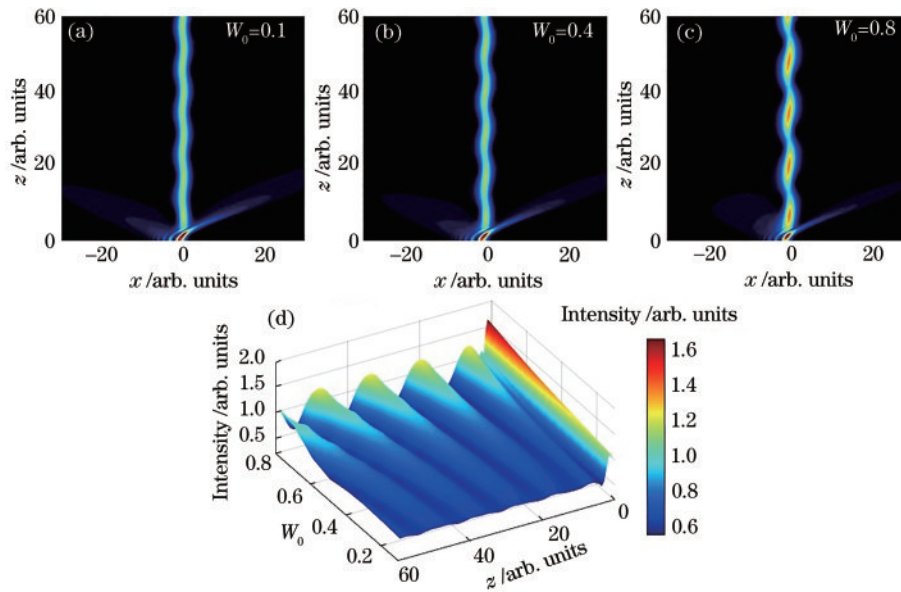 60
(a)
W₀=0.1
40
20
0
z /arb. units
−20
0
20
x /arb. units
60
(b)
W₀=0.4
40
20
0
z /arb. units
−20
0
20
x /arb. units
60
(c)
W₀=0.8
40
20
0
z /arb. units
−20
0
20
x /arb. units
(d)
Intensity /arb. units
2.0
1.5
1.0
0.5
Intensity /arb. units
0.8
0.6
0.4
0.2
W₀
60
40
20
0
z /arb. units
1.6
1.4
1.2
1.0
0.8
0.6